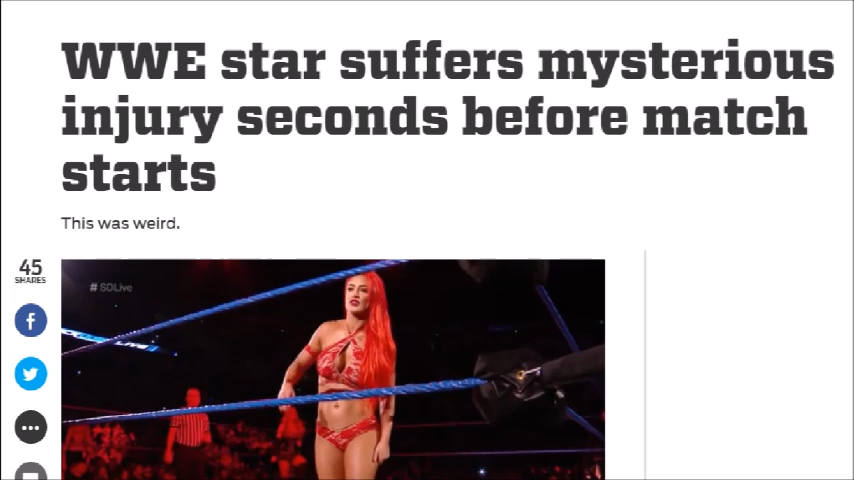 WWE star suffers mysterious
injury seconds before match
starts
This was weird.
45
SHARES
#SDLive